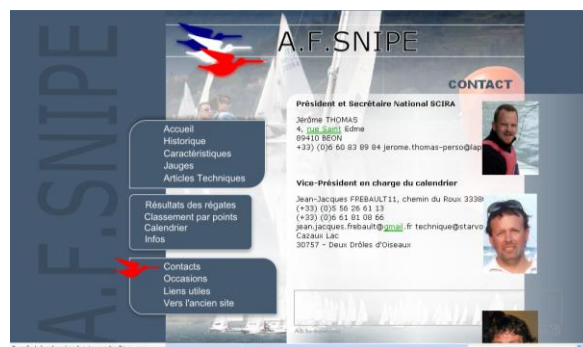 A.F.SNIPE
A.F.SNIPE
CONTACT
Président et Secrétaire National SCIRA
Jérôme THOMAS
4, rue Saint Edme
89410 BEON
+33) (0)6 60 83 89 84 jerome.thomas-perso@lap
Accueil
Historique
Caractéristiques
Jauges
Articles Techniques
Vice-Président en charge du calendrier
Jean-Jacques FREBAULT11, chemin du Roux 3338
(+33) (0)5 56 26 61 13
(+33) (0)6 61 81 08 66
jean.jacques.frebault@gmail.fr technique@starvo
Cazaux Lac
30757 - Deux Drôles d'Oiseaux
Résultats des régates
Classement par points
Calendrier
Infos
Contacts
Occasions
Liens utiles
Vers l'ancien site